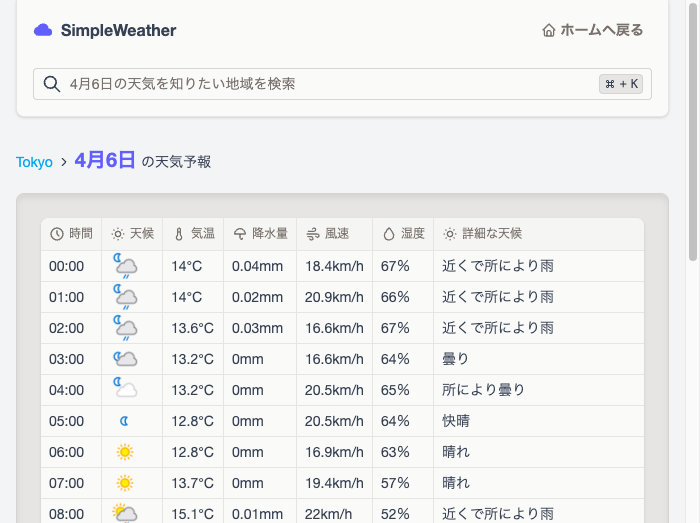 SimpleWeather
ホームへ戻る
4月6日の天気を知りたい地域を検索
⌘ + K
Tokyo › 4月6日 の天気予報
時間 天候 気温 降水量 風速 湿度 詳細な天候
00:00 14°C 0.04mm 18.4km/h 67% 近くで所により雨
01:00 14°C 0.02mm 20.9km/h 66% 近くで所により雨
02:00 13.6°C 0.03mm 16.6km/h 67% 近くで所により雨
03:00 13.2°C 0mm 16.6km/h 64% 曇り
04:00 13.2°C 0mm 20.5km/h 65% 所により曇り
05:00 12.8°C 0mm 20.5km/h 64% 快晴
06:00 12.8°C 0mm 16.9km/h 63% 晴れ
07:00 13.7°C 0mm 19.4km/h 57% 晴れ
08:00 15.1°C 0.01mm 22km/h 52% 近くで所により雨